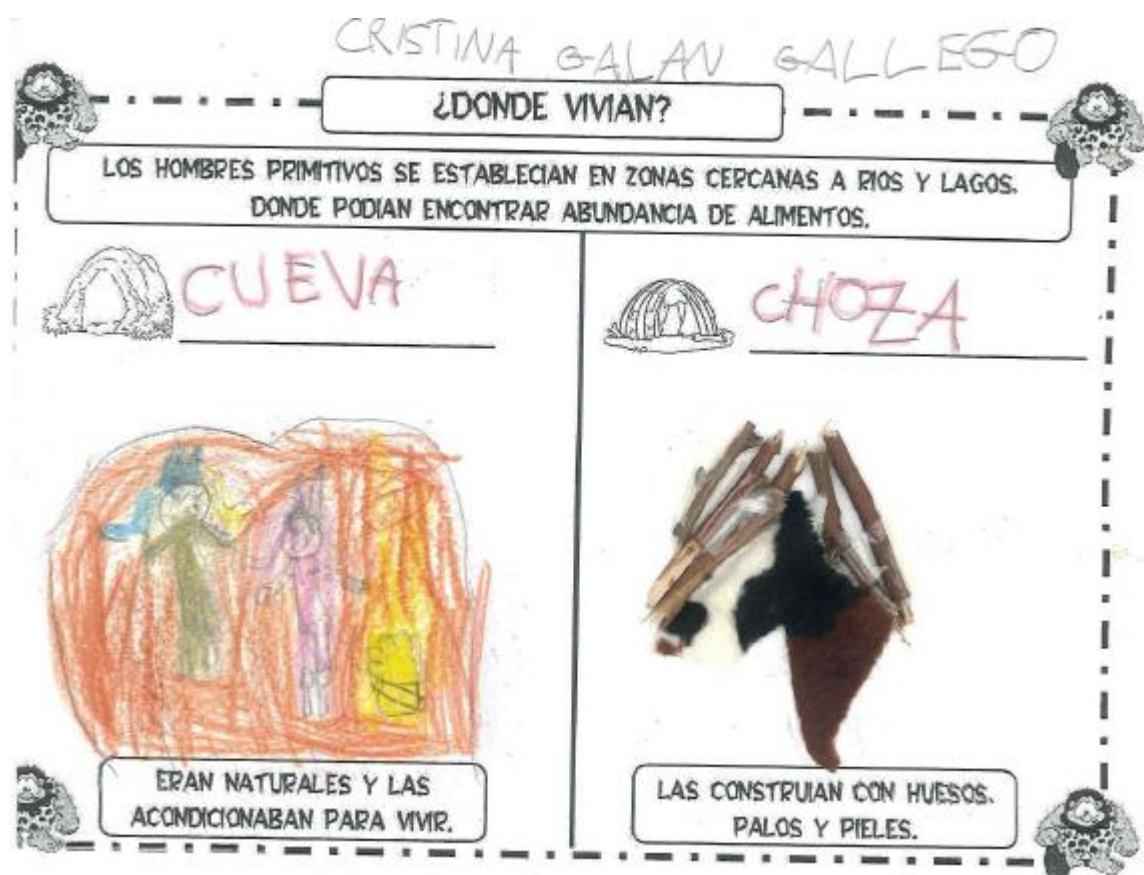 CRISTINA GALAN GALLEGO
¿DONDE VIVIAN?
LOS HOMBRES PRIMITIVOS SE ESTABLECIAN EN ZONAS CERCANAS A RIOS Y LAGOS.
DONDE PODIAN ENCONTRAR ABUNDANCIA DE ALIMENTOS.
CUEVA
CHOZA
ERAN NATURALES Y LAS
ACONDICIONABAN PARA VIVIR.
LAS CONSTRUIAN CON HUESOS.
PALOS Y PIELES.